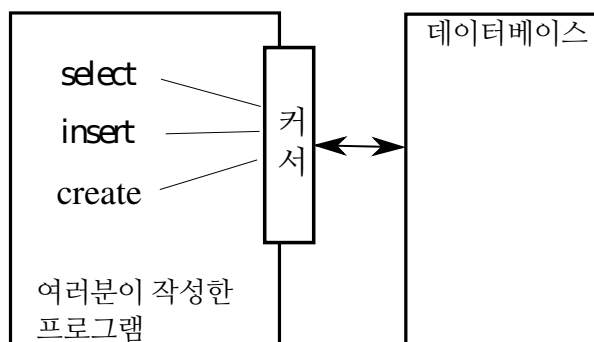 데이터베이스
select
insert
create
커
서
여러분이 작성한
프로그램